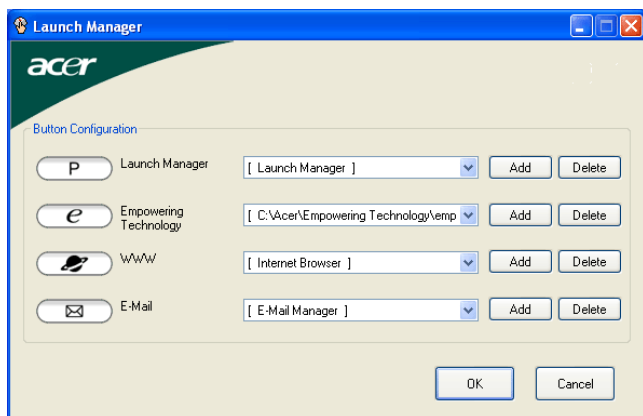 Launch Manager
acer
Button Configuration
P Launch Manager [ Launch Manager ] Add Delete
e Empowering
Technology [ C:\Acer\Empowering Technology\emp Add Delete
WWW [ Internet Browser ] Add Delete
E-Mail [ E-Mail Manager ] Add Delete
OK Cancel